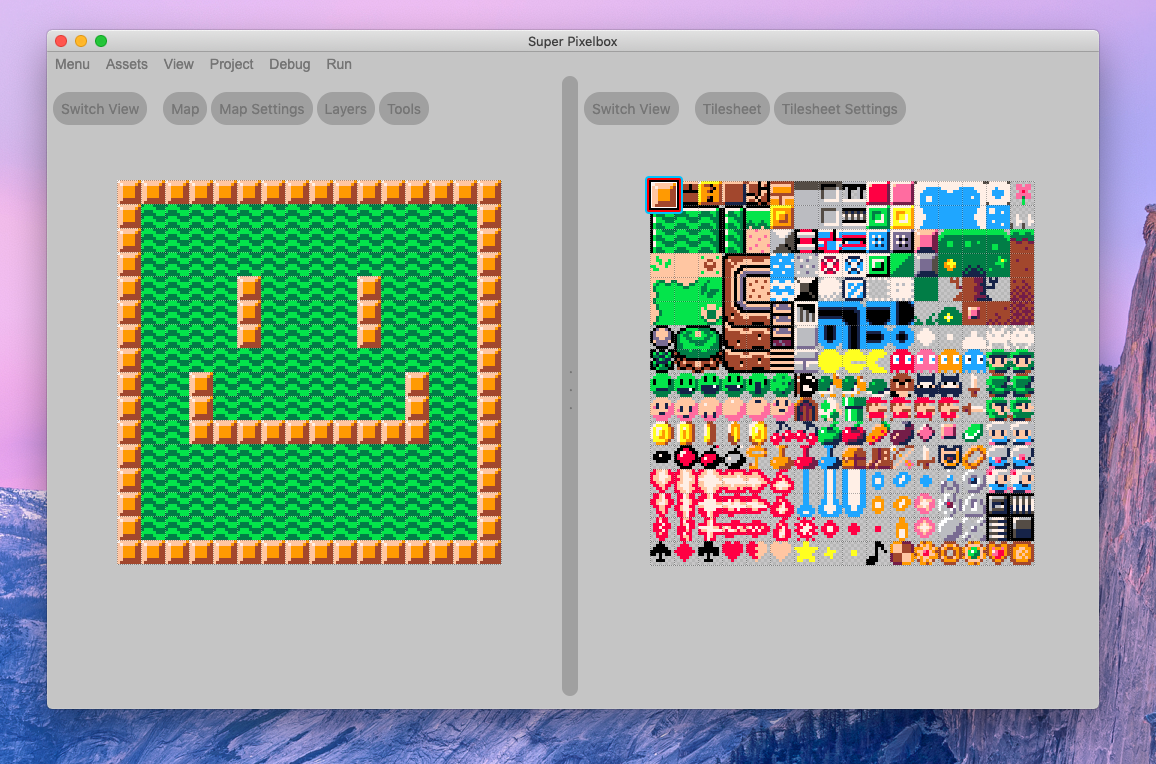 Super Pixelbox
Menu Assets View Project Debug Run
Switch View Map Map Settings Layers Tools
Switch View Tilesheet Tilesheet Settings